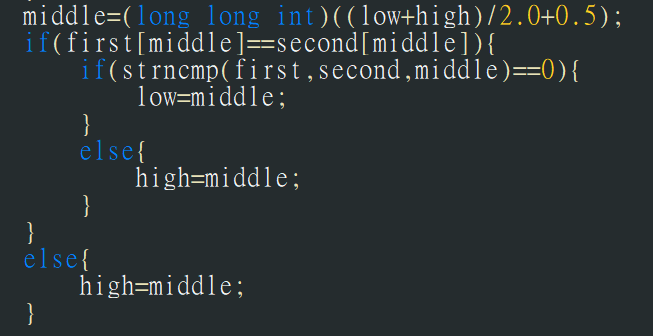 middle=(long long int)((low+high)/2.0+0.5);
if(first[middle]==second[middle]){
if(strncmp(first,second,middle)==0){
low=middle;
}
else{
high=middle;
}
}
else{
high=middle;
}